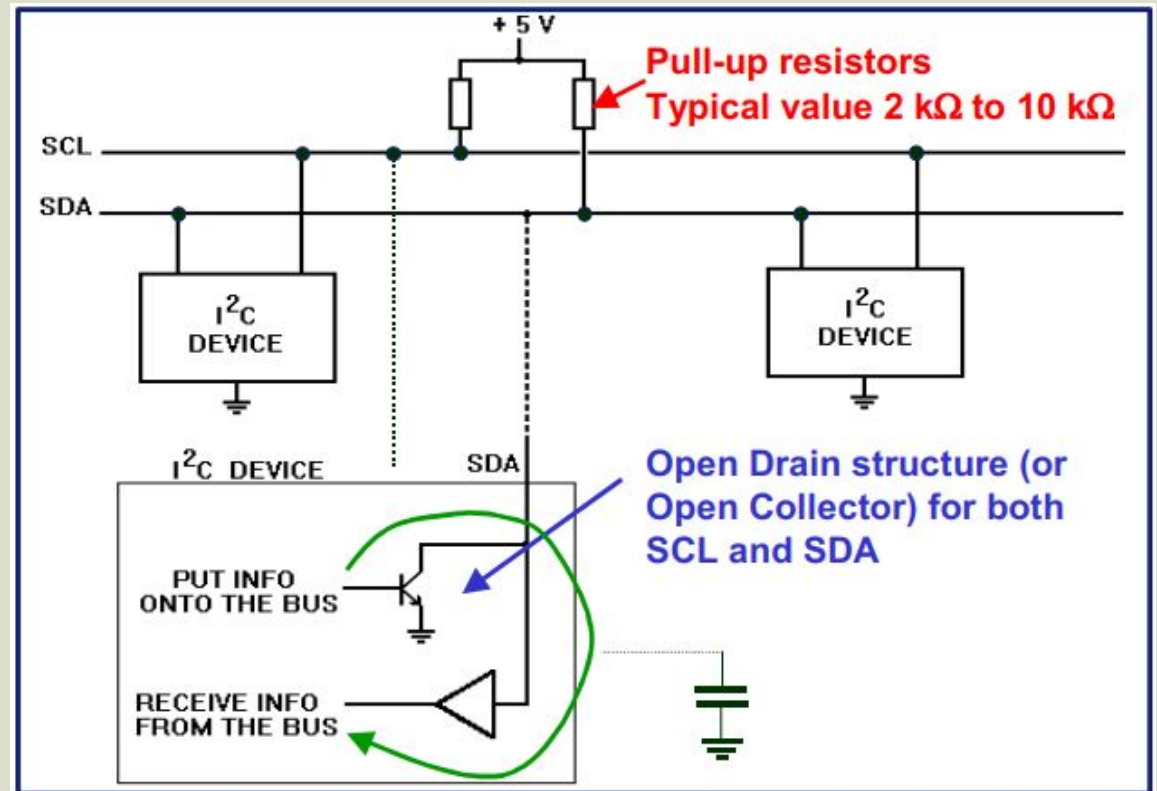 + 5 V
Pull-up resistors
Typical value 2 kΩ to 10 kΩ
SCL
SDA
I²C
DEVICE
I²C
DEVICE
I²C DEVICE
SDA
Open Drain structure (or
Open Collector) for both
SCL and SDA
PUT INFO
ONTO THE BUS
RECEIVE INFO
FROM THE BUS